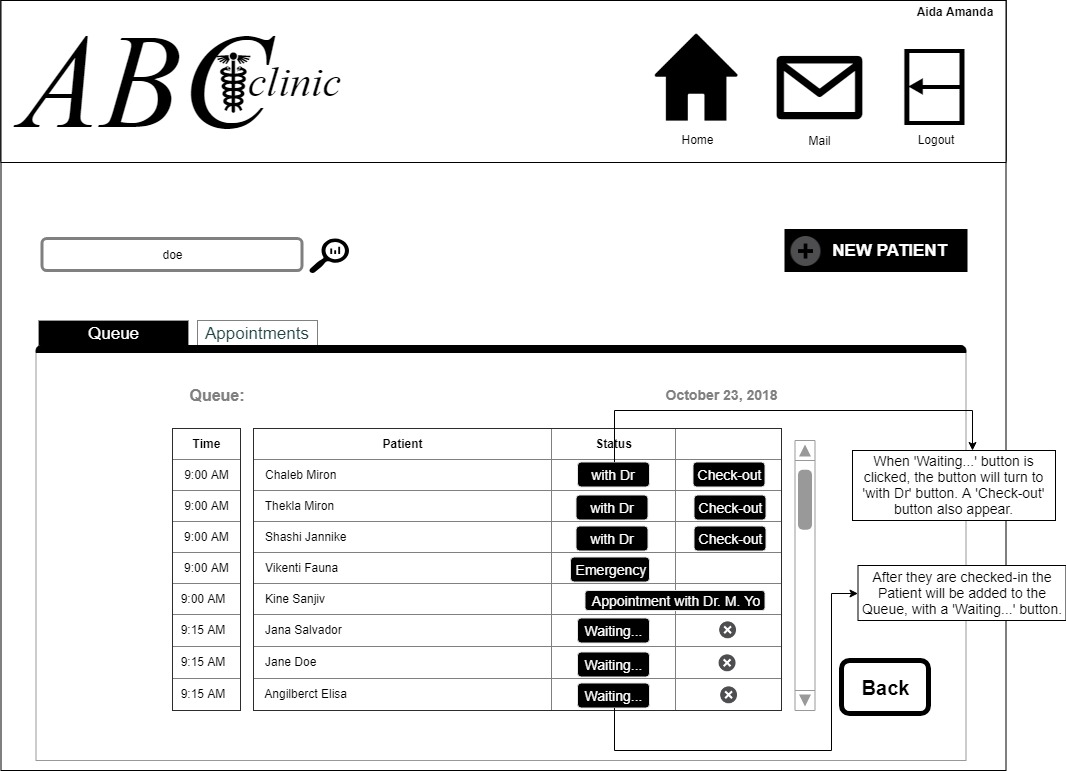 Aida Amanda
ABC clinic
Home
Mail
Logout
doe
NEW PATIENT
Queue
Appointments
Queue:
October 23, 2018
Time Patient Status
9:00 AM Chaleb Miron with Dr Check-out
9:00 AM Thekla Miron with Dr Check-out
9:00 AM Shashi Jannike with Dr Check-out
9:00 AM Vikenti Fauna Emergency
9:00 AM Kine Sanjiv Appointment with Dr. M. Yo
9:15 AM Jana Salvador Waiting...
9:15 AM Jane Doe Waiting...
9:15 AM Angilberct Elisa Waiting...
When 'Waiting...' button is
clicked, the button will turn to
'with Dr' button. A 'Check-out'
button also appear.
After they are checked-in the
Patient will be added to the
Queue, with a 'Waiting...' button.
Back